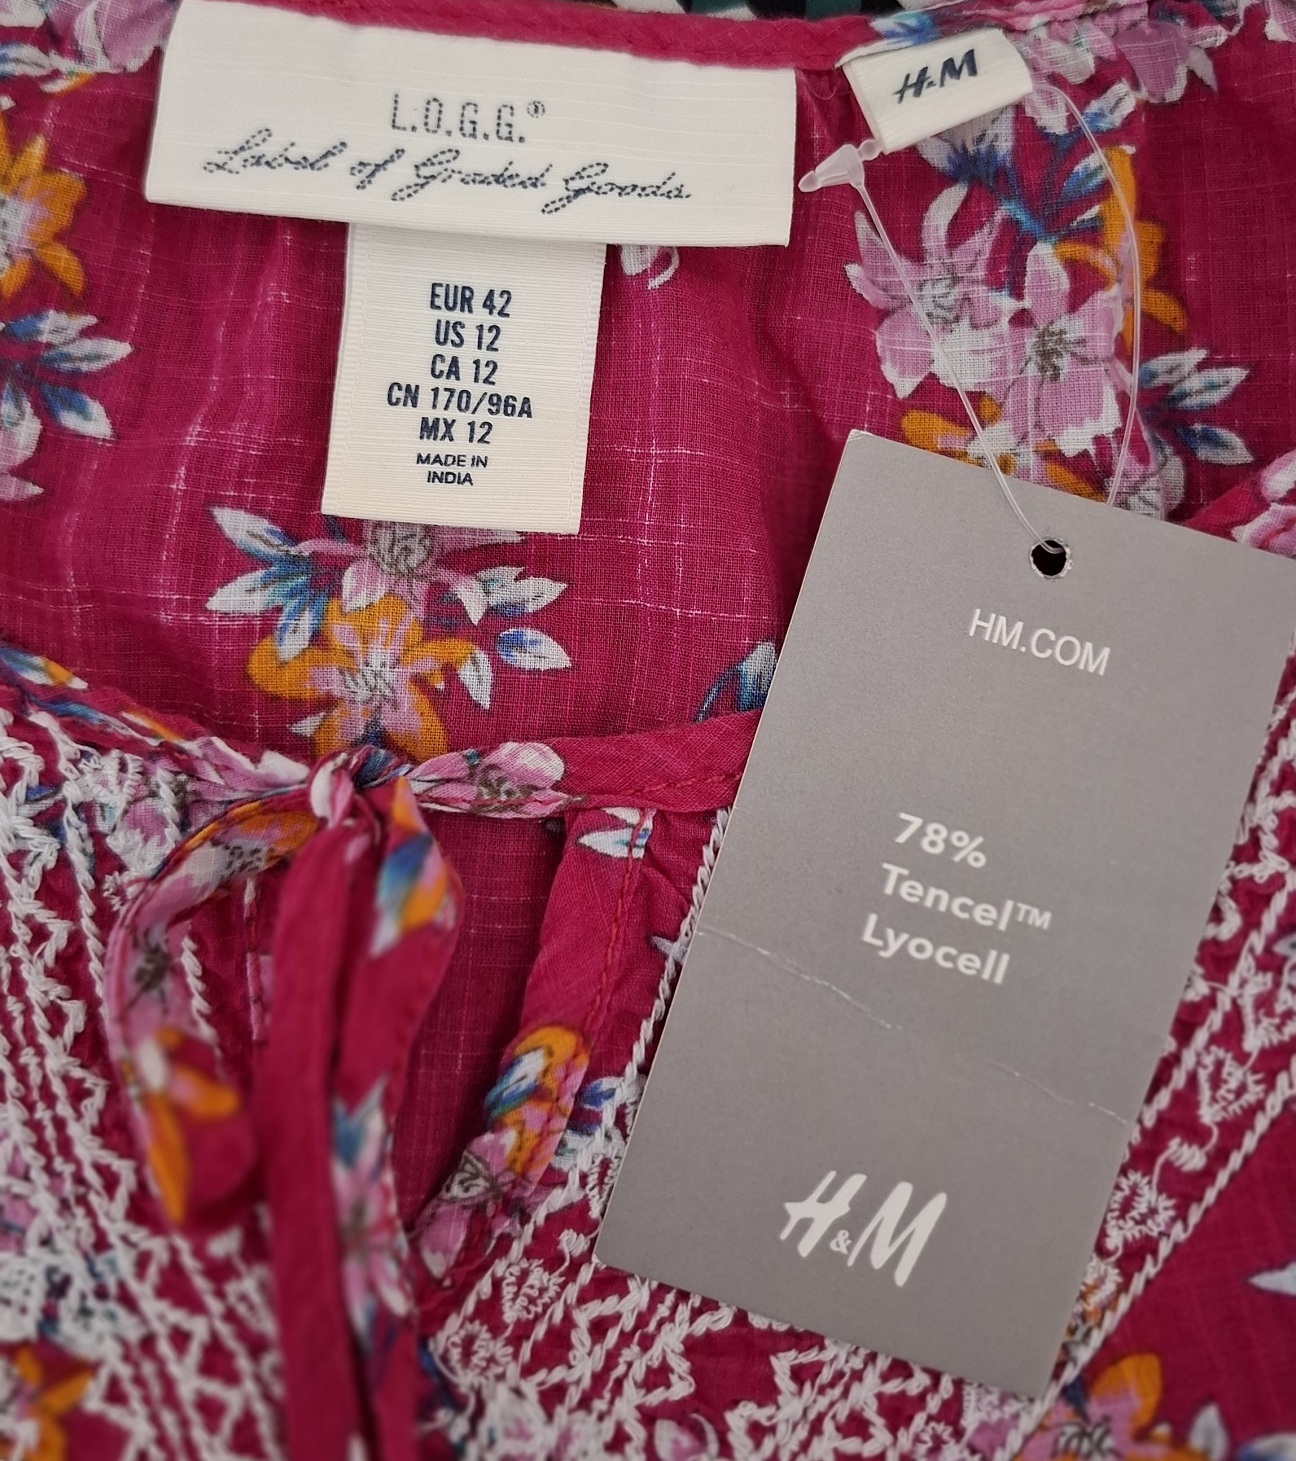 L.O.G.G.®
Label of Graded Goods
H&M
EUR 42
US 12
CA 12
CN 170/96A
MX 12
MADE IN
INDIA
HM.COM
78%
Tencel™
Lyocell
H&M